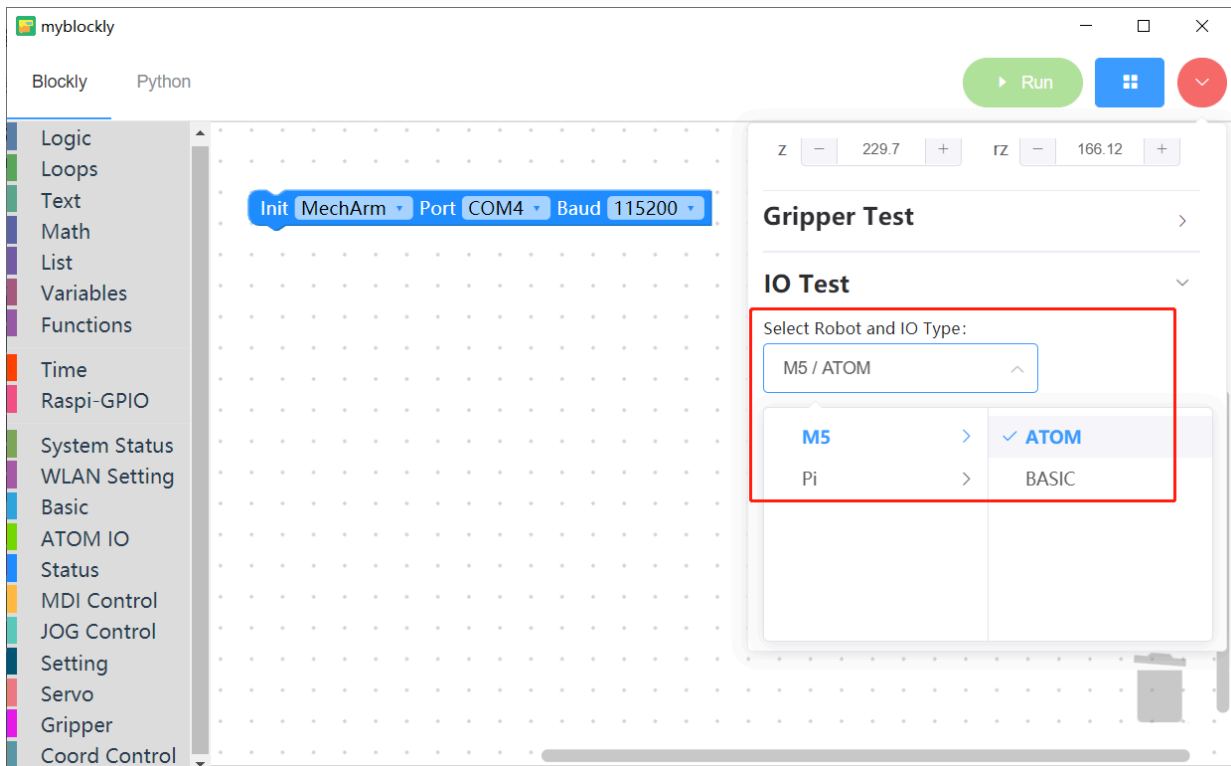 myblockly
Blockly Python
Run
Logic
Loops
Text
Math
List
Variables
Functions
Time
Raspi-GPIO
System Status
WLAN Setting
Basic
ATOM IO
Status
MDI Control
JOG Control
Setting
Servo
Gripper
Coord Control
Init MechArm Port COM4 Baud 115200
z − 229.7 + rz − 166.12 +
Gripper Test
IO Test
Select Robot and IO Type:
M5 / ATOM
M5
Pi
ATOM
BASIC